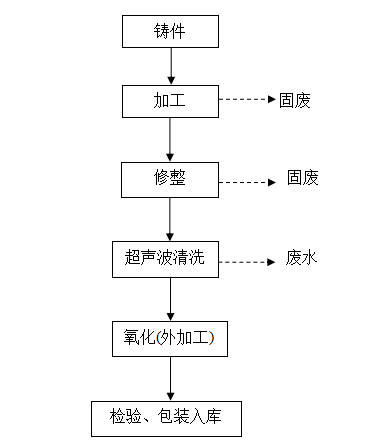 铸件
加工
固废
修整
固废
超声波清洗
废水
氧化(外加工)
检验、包装入库